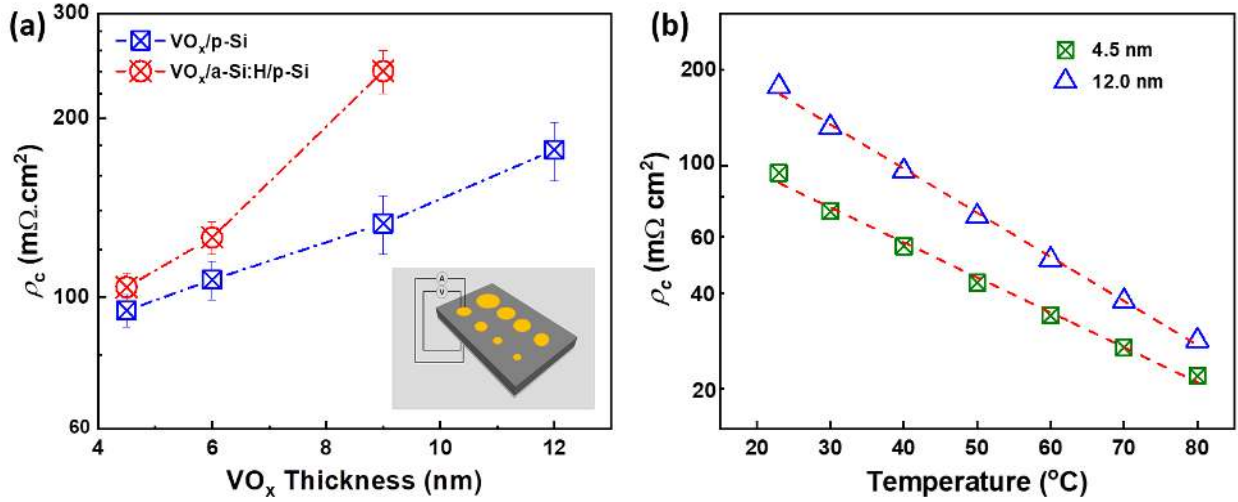 (a)
300
200
100
60
ρc (mΩ.cm²)
VOx/p-Si
VOx/a-Si:H/p-Si
A
V
4
6
8
10
12
VOx Thickness (nm)
(b)
200
100
60
40
20
ρc (mΩ cm²)
4.5 nm
12.0 nm
20
30
40
50
60
70
80
Temperature (oC)